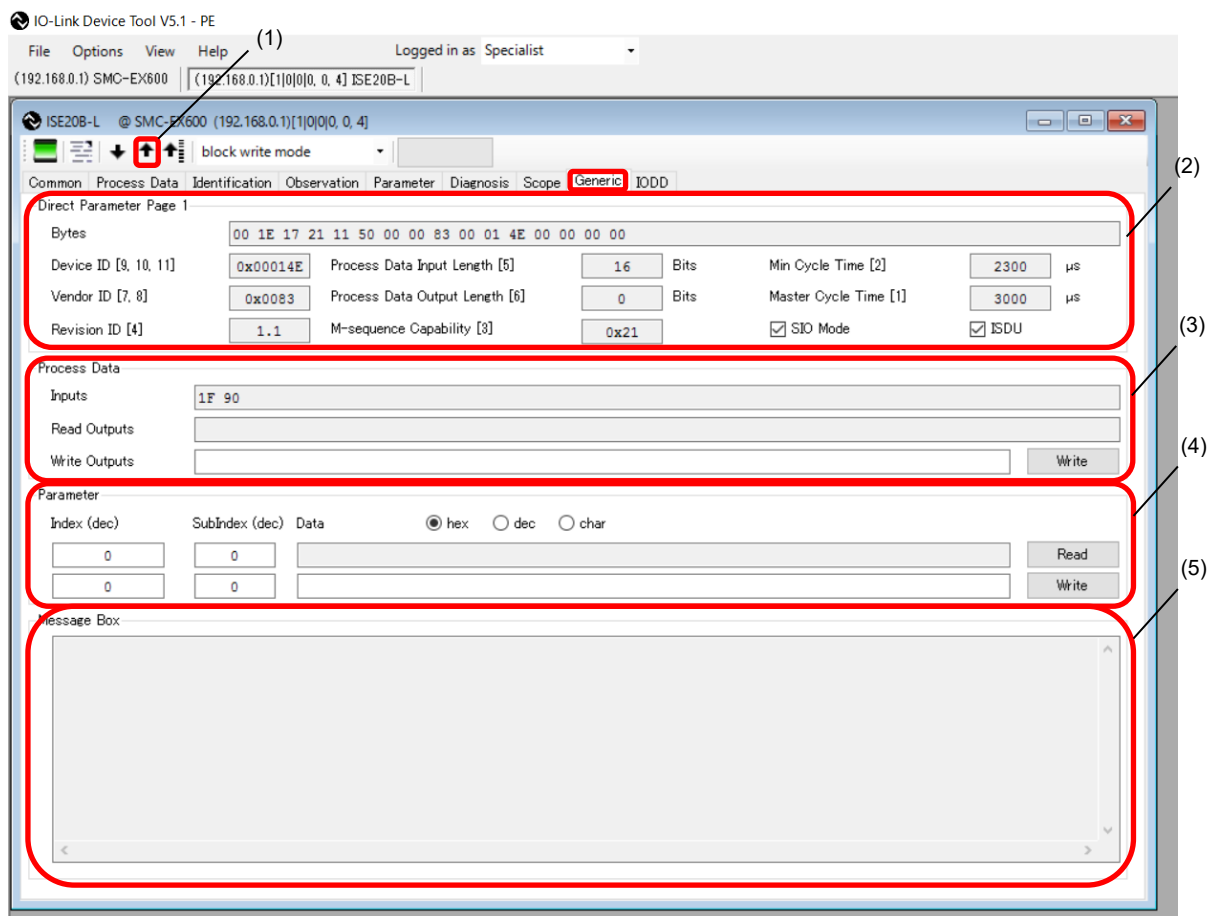 IO-Link Device Tool V5.1 - PE
(1)
File Options View Help Logged in as Specialist
(192.168.0.1) SMC-EX600 (192.168.0.1)[1|0|0|0, 0, 4] ISE20B-L
ISE20B-L @ SMC-EX600 (192.168.0.1)[1|0|0|0, 0, 4]
block write mode
(2)
Common Process Data Identification Observation Parameter Diagnosis Scope Generic IODD
Direct Parameter Page 1
Bytes 00 1E 17 21 11 50 00 00 83 00 01 4E 00 00 00 00
Device ID [9, 10, 11] 0x00014E Process Data Input Length [5] 16 Bits Min Cycle Time [2] 2300 µs
Vendor ID [7, 8] 0x0083 Process Data Output Length [6] 0 Bits Master Cycle Time [1] 3000 µs
Revision ID [4] 1.1 M-sequence Capability [3] 0x21 SIO Mode ISDU
(3)
Process Data
Inputs 1F 90
Read Outputs
Write Outputs Write
(4)
Parameter
Index (dec) SubIndex (dec) Data hex dec char
0 0 Read
0 0 Write
(5)
Message Box